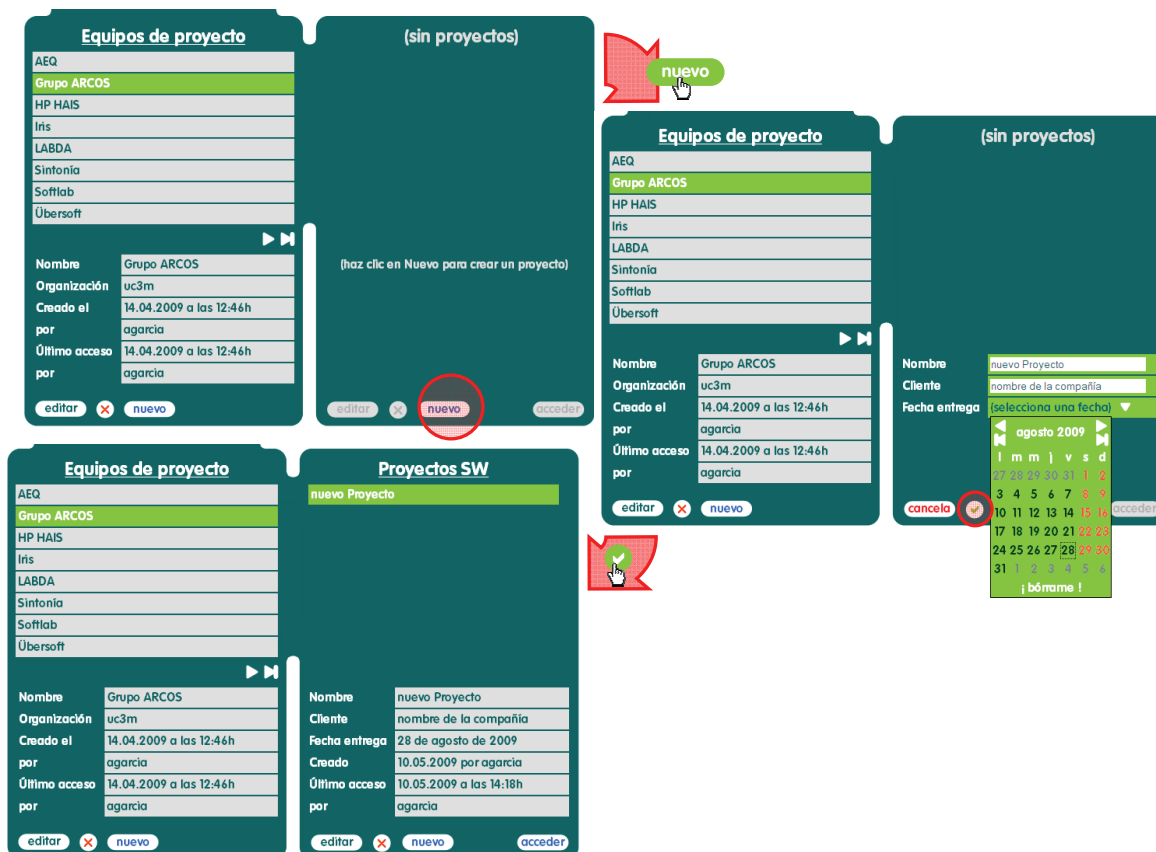 Equipos de proyecto
AEQ
Grupo ARCOS
HP HAIS
Iris
LABDA
Sintonía
Softlab
Übersoft
Nombre Grupo ARCOS
Organización uc3m
Creado el 14.04.2009 a las 12:46h
por agarcia
Último acceso 14.04.2009 a las 12:46h
por agarcia
editar nuevo
(sin proyectos)
(haz clic en Nuevo para crear un proyecto)
editar nuevo acceder
nuevo
Equipos de proyecto
AEQ
Grupo ARCOS
HP HAIS
Iris
LABDA
Sintonía
Softlab
Übersoft
Nombre Grupo ARCOS
Organización uc3m
Creado el 14.04.2009 a las 12:46h
por agarcia
Último acceso 14.04.2009 a las 12:46h
por agarcia
editar nuevo
(sin proyectos)
Nombre nuevo Proyecto
Cliente nombre de la compañía
Fecha entrega (selecciona una fecha)
agosto 2009
l m m j v s d
27 28 29 30 31 1 2
3 4 5 6 7 8 9
10 11 12 13 14 15 16
17 18 19 20 21 22 23
24 25 26 27 28 29 30
31 1 2 3 4 5 6
¡ bórrame !
cancela acceder
Equipos de proyecto
AEQ
Grupo ARCOS
HP HAIS
Iris
LABDA
Sintonía
Softlab
Übersoft
Nombre Grupo ARCOS
Organización uc3m
Creado el 14.04.2009 a las 12:46h
por agarcia
Último acceso 14.04.2009 a las 12:46h
por agarcia
editar nuevo
Proyectos SW
nuevo Proyecto
Nombre nuevo Proyecto
Cliente nombre de la compañía
Fecha entrega 28 de agosto de 2009
Creado 10.05.2009 por agarcia
Último acceso 10.05.2009 a las 14:18h
por agarcia
editar nuevo acceder